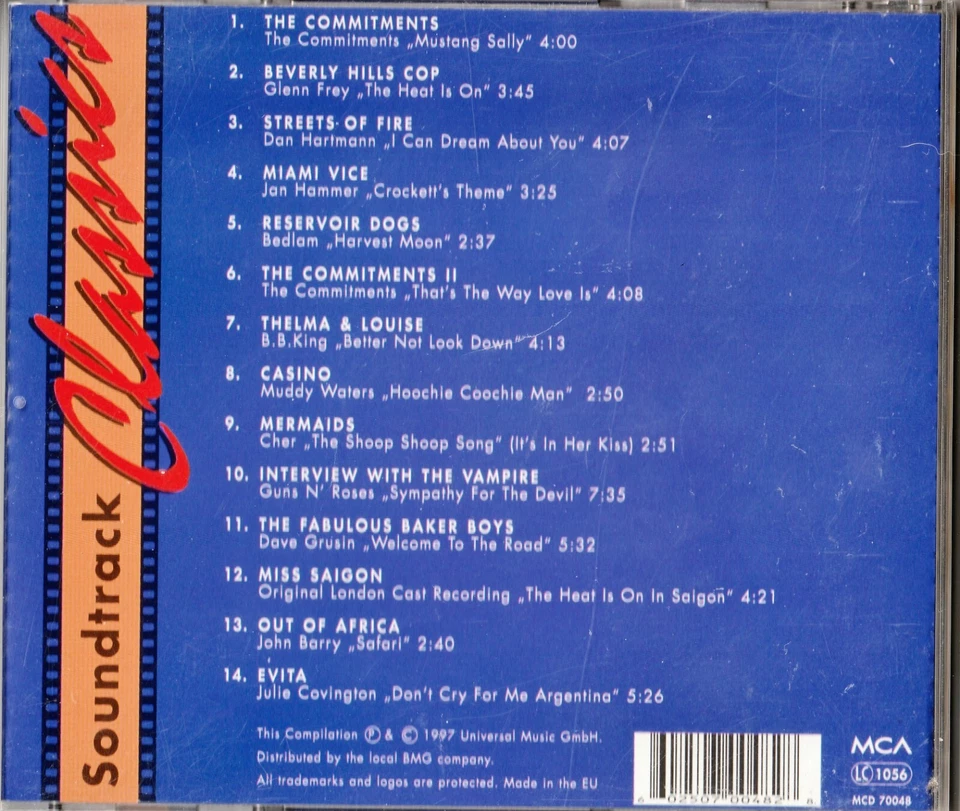 Soundtrack Classics
1. THE COMMITMENTS
The Commitments „Mustang Sally“ 4:00
2. BEVERLY HILLS COP
Glenn Frey „The Heat Is On“ 3:45
3. STREETS OF FIRE
Dan Hartmann „I Can Dream About You“ 4:07
4. MIAMI VICE
Jan Hammer „Crockett's Theme“ 3:25
5. RESERVOIR DOGS
Bedlam „Harvest Moon“ 2:37
6. THE COMMITMENTS II
The Commitments „That's The Way Love Is“ 4:08
7. THELMA & LOUISE
B.B.King „Better Not Look Down“ 4:13
8. CASINO
Muddy Waters „Hoochie Coochie Man“ 2:50
9. MERMAIDS
Cher „The Shoop Shoop Song“ (It's In Her Kiss) 2:51
10. INTERVIEW WITH THE VAMPIRE
Guns N' Roses „Sympathy For The Devil“ 7:35
11. THE FABULOUS BAKER BOYS
Dave Grusin „Welcome To The Road“ 5:32
12. MISS SAIGON
Original London Cast Recording „The Heat Is On In Saigon“ 4:21
13. OUT OF AFRICA
John Barry „Safari“ 2:40
14. EVITA
Julie Covington „Don't Cry For Me Argentina“ 5:26
This Compilation Ⓟ & © 1997 Universal Music GmbH.
Distributed by the local BMG company.
All trademarks and logos are protected. Made in the EU
6 02507 00482 8
MCA
LC 1056
MCD 70048